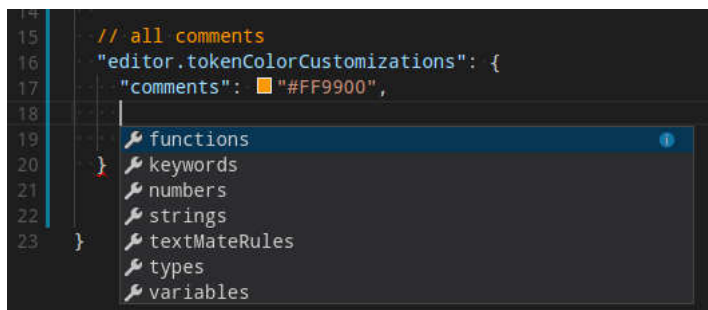 14
15 // all comments
16 "editor.tokenColorCustomizations": {
17 "comments": "#FF9900",
18
19 functions
20 } keywords
21 numbers
22 strings
23 } textMateRules
types
variables